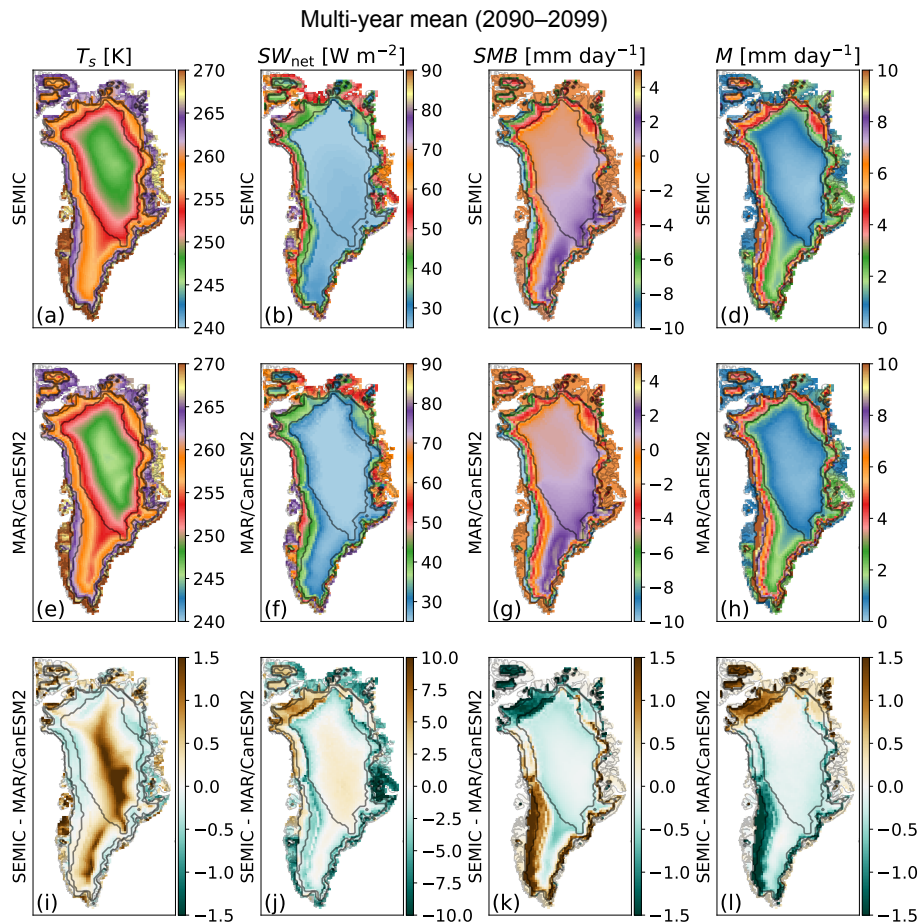 Multi-year mean (2090–2099)
T_s [K]
SW_net [W m⁻²]
SMB [mm day⁻¹]
M [mm day⁻¹]
SEMIC
(a)
270
265
260
255
250
245
240
SEMIC
(b)
90
80
70
60
50
40
30
SEMIC
(c)
4
2
0
−2
−4
−6
−8
−10
SEMIC
(d)
10
8
6
4
2
0
MAR/CanESM2
(e)
270
265
260
255
250
245
240
MAR/CanESM2
(f)
90
80
70
60
50
40
30
MAR/CanESM2
(g)
4
2
0
−2
−4
−6
−8
−10
MAR/CanESM2
(h)
10
8
6
4
2
0
SEMIC - MAR/CanESM2
(i)
1.5
1.0
0.5
0.0
−0.5
−1.0
−1.5
SEMIC - MAR/CanESM2
(j)
10.0
7.5
5.0
2.5
0.0
−2.5
−5.0
−7.5
−10.0
SEMIC - MAR/CanESM2
(k)
1.5
1.0
0.5
0.0
−0.5
−1.0
−1.5
SEMIC - MAR/CanESM2
(l)
1.5
1.0
0.5
0.0
−0.5
−1.0
−1.5